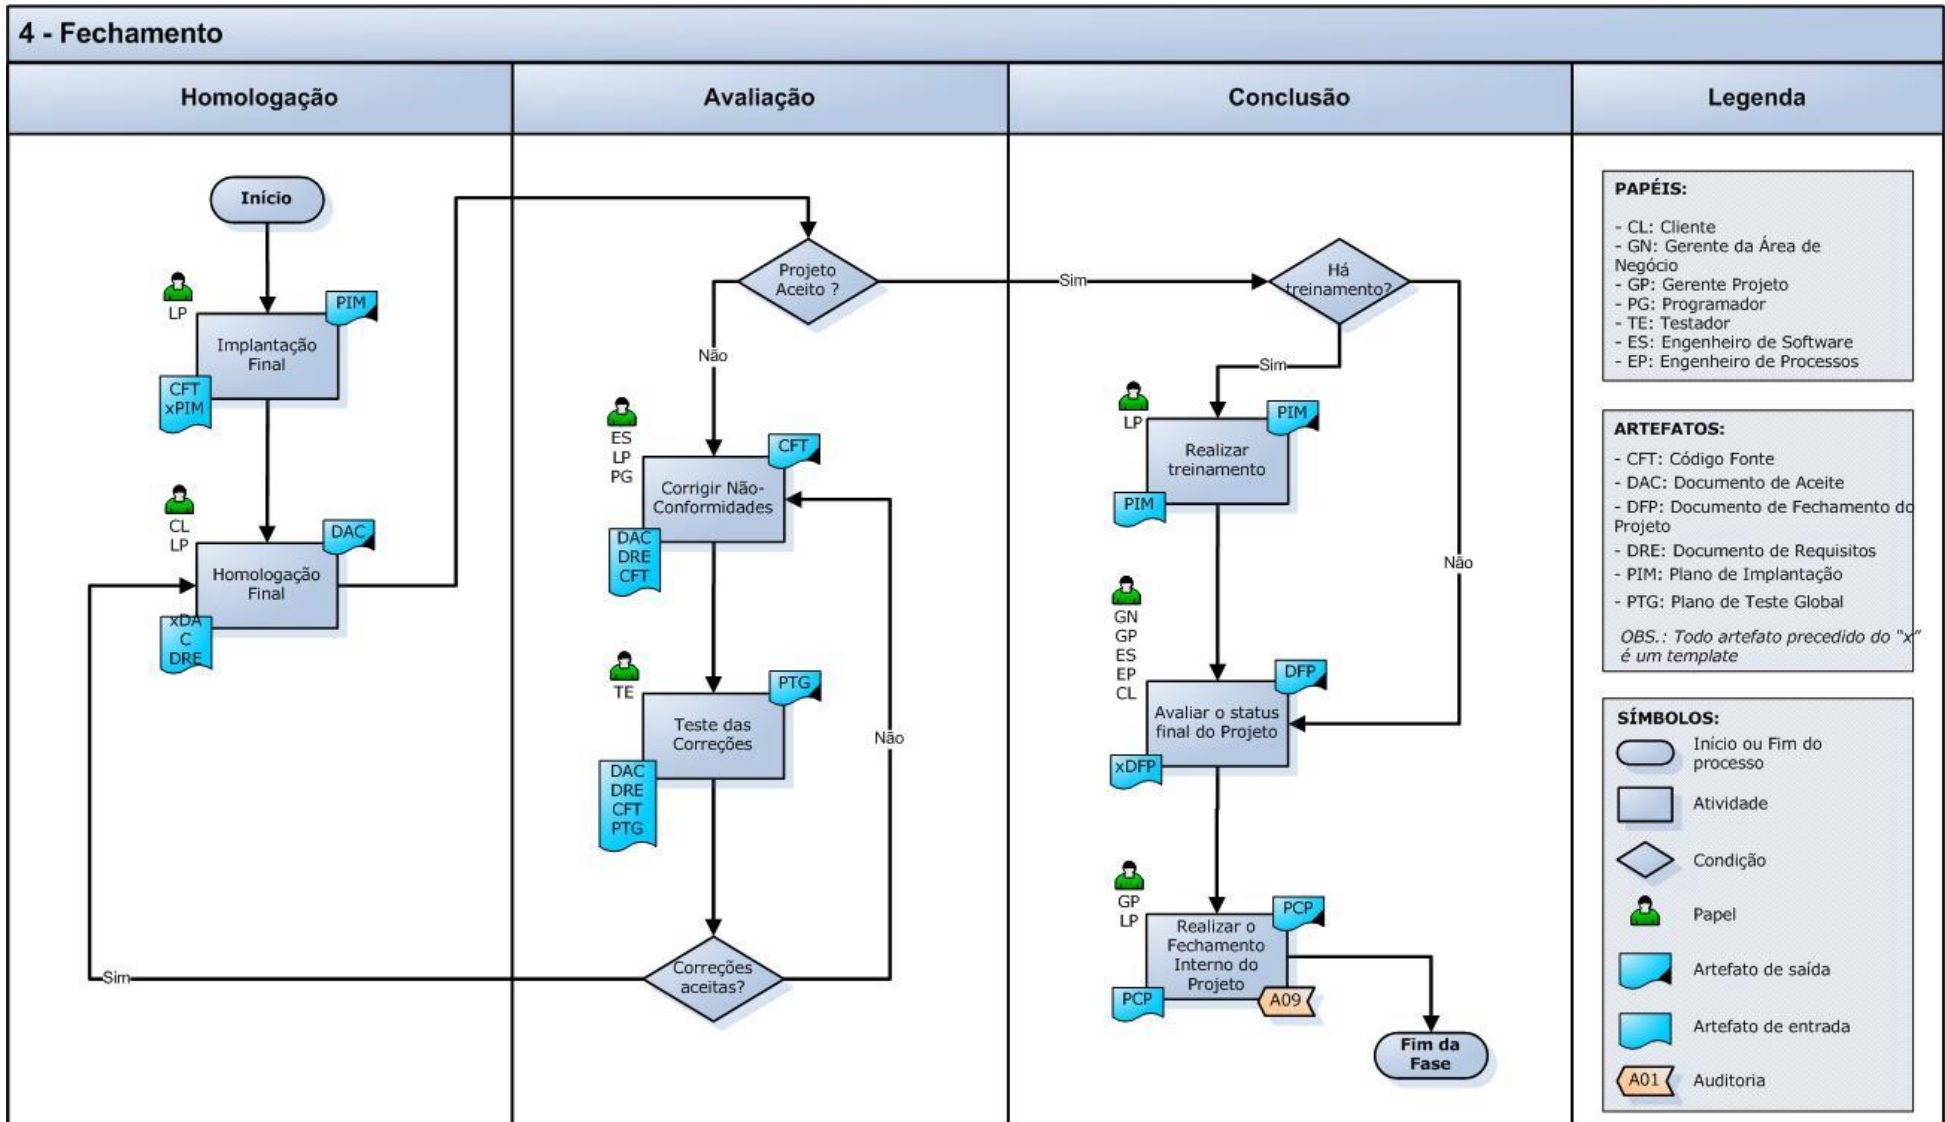 4 - Fechamento
Homologação
Avaliação
Conclusão
Legenda
Início
LP
PIM
Implantação
Final
CFT
xPIM
CL
LP
DAC
Homologação
Final
xDA
C
DRE
Projeto
Aceito ?
Sim
Não
ES
LP
PG
CFT
Corrigir Não-
Conformidades
DAC
DRE
CFT
TE
PTG
Teste das
Correções
DAC
DRE
CFT
PTG
Não
Correções
aceitas?
Sim
Há
treinamento?
Sim
Não
LP
PIM
Realizar
treinamento
PIM
GN
GP
ES
EP
CL
DFP
Avaliar o status
final do Projeto
xDFP
GP
LP
PCP
Realizar o
Fechamento
Interno do
Projeto
PCP
A09
Fim da
Fase
PAPÉIS:
- CL: Cliente
- GN: Gerente da Área de
Negócio
- GP: Gerente Projeto
- PG: Programador
- TE: Testador
- ES: Engenheiro de Software
- EP: Engenheiro de Processos
ARTEFATOS:
- CFT: Código Fonte
- DAC: Documento de Aceite
- DFP: Documento de Fechamento do
Projeto
- DRE: Documento de Requisitos
- PIM: Plano de Implantação
- PTG: Plano de Teste Global
OBS.: Todo artefato precedido do “x”
é um template
SÍMBOLOS:
Início ou Fim do
processo
Atividade
Condição
Papel
Artefato de saída
Artefato de entrada
A01
Auditoria